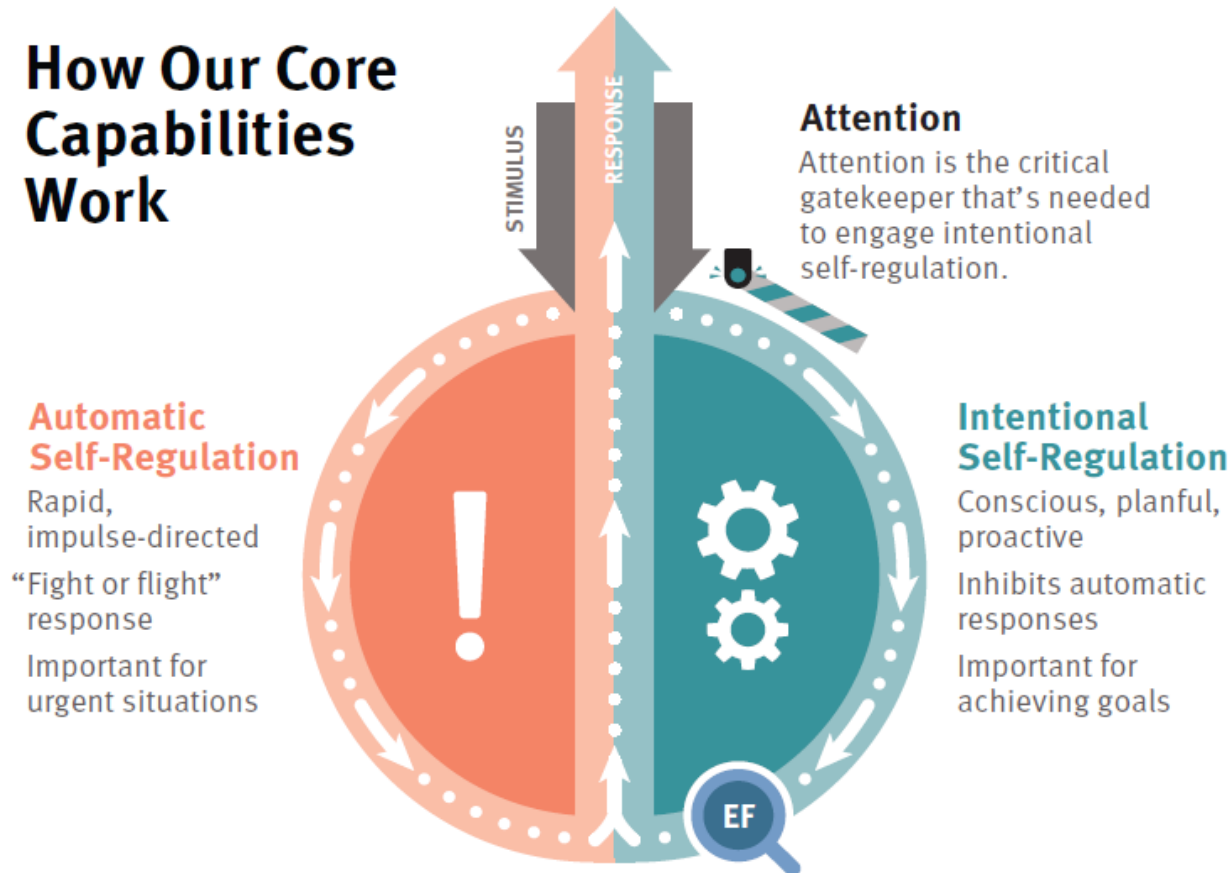 How Our Core
Capabilities
Work
STIMULUS
RESPONSE
Attention
Attention is the critical
gatekeeper that’s needed
to engage intentional
self-regulation.
Automatic
Self-Regulation
Rapid,
impulse-directed
“Fight or flight”
response
Important for
urgent situations
Intentional
Self-Regulation
Conscious, planful,
proactive
Inhibits automatic
responses
Important for
achieving goals
EF